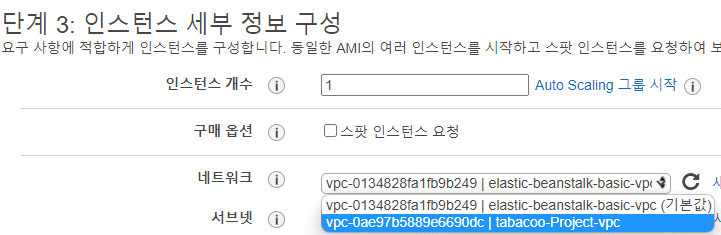 단계 3: 인스턴스 세부 정보 구성
요구 사항에 적합하게 인스턴스를 구성합니다. 동일한 AMI의 여러 인스턴스를 시작하고 스팟 인스턴스를 요청하여 보
인스턴스 개수 1 Auto Scaling 그룹 시작
구매 옵션 스팟 인스턴스 요청
네트워크 vpc-0134828fa1fb9b249 | elastic-beanstalk-basic-vpc
vpc-0134828fa1fb9b249 | elastic-beanstalk-basic-vpc (기본값)
서브넷 vpc-0ae97b5889e6690dc | tabacoo-Project-vpc